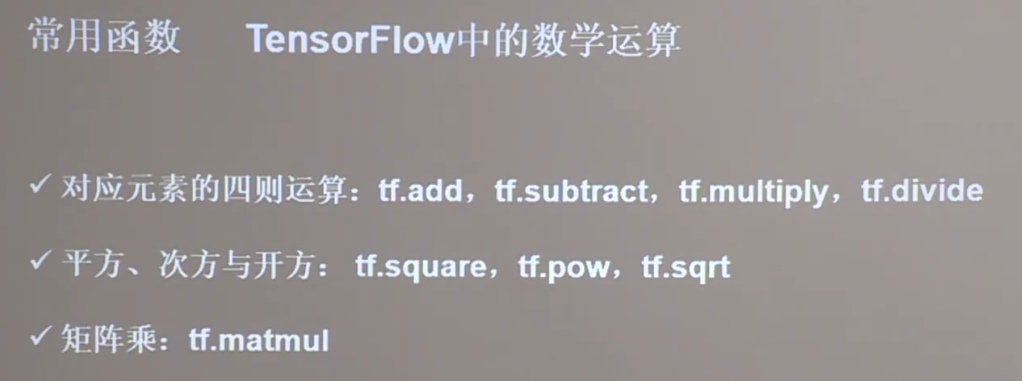 常用函数 TensorFlow中的数学运算
✓ 对应元素的四则运算：tf.add，tf.subtract，tf.multiply，tf.divide
✓ 平方、次方与开方： tf.square，tf.pow，tf.sqrt
✓ 矩阵乘：tf.matmul